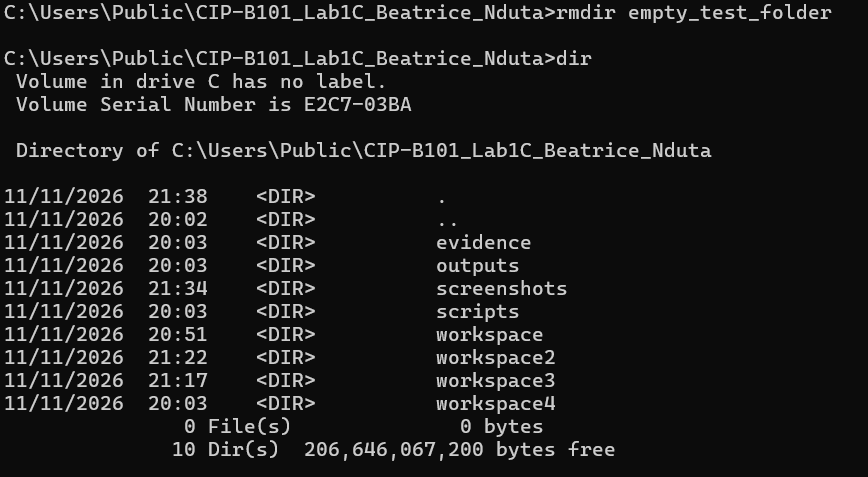 C:\Users\Public\CIP-B101_Lab1C_Beatrice_Nduta>rmdir empty_test_folder
C:\Users\Public\CIP-B101_Lab1C_Beatrice_Nduta>dir
 Volume in drive C has no label.
 Volume Serial Number is E2C7-03BA
 Directory of C:\Users\Public\CIP-B101_Lab1C_Beatrice_Nduta
11/11/2026  21:38    <DIR>          .
11/11/2026  20:02    <DIR>          ..
11/11/2026  20:03    <DIR>          evidence
11/11/2026  20:03    <DIR>          outputs
11/11/2026  21:34    <DIR>          screenshots
11/11/2026  20:03    <DIR>          scripts
11/11/2026  20:51    <DIR>          workspace
11/11/2026  21:22    <DIR>          workspace2
11/11/2026  21:17    <DIR>          workspace3
11/11/2026  20:03    <DIR>          workspace4
               0 File(s)              0 bytes
              10 Dir(s)  206,646,067,200 bytes free